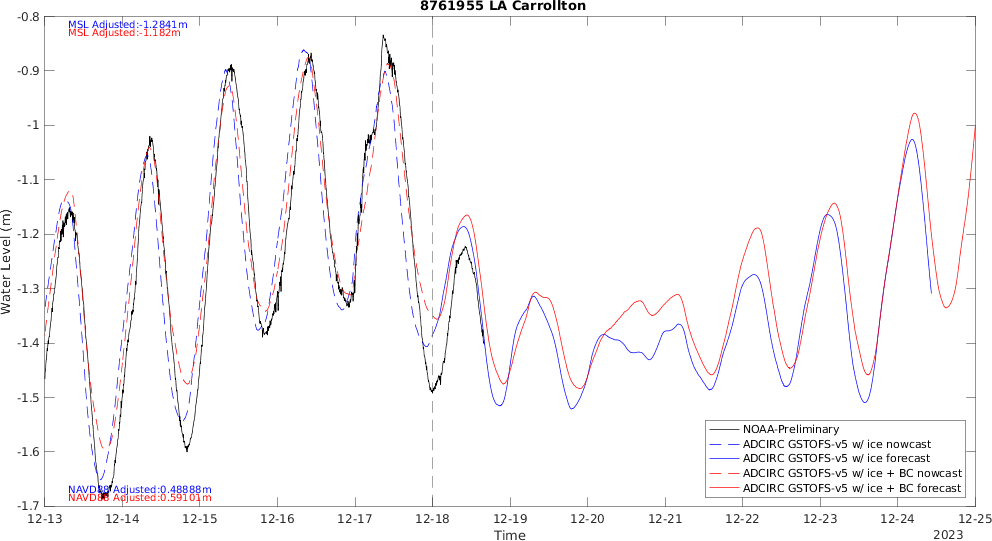 8761955 LA Carrollton
MSL Adjusted:-1.2841m
MSL Adjusted:-1.182m
-0.8
-0.9
-1
-1.1
-1.2
-1.3
-1.4
-1.5
-1.6
-1.7
Water Level (m)
NAVD88 Adjusted:0.48888m
NAVD88 Adjusted:0.59101m
NOAA-Preliminary
ADCIRC GSTOFS-v5 w/ ice nowcast
ADCIRC GSTOFS-v5 w/ ice forecast
ADCIRC GSTOFS-v5 w/ ice + BC nowcast
ADCIRC GSTOFS-v5 w/ ice + BC forecast
12-13 12-14 12-15 12-16 12-17 12-18 12-19 12-20 12-21 12-22 12-23 12-24 12-25
Time
2023